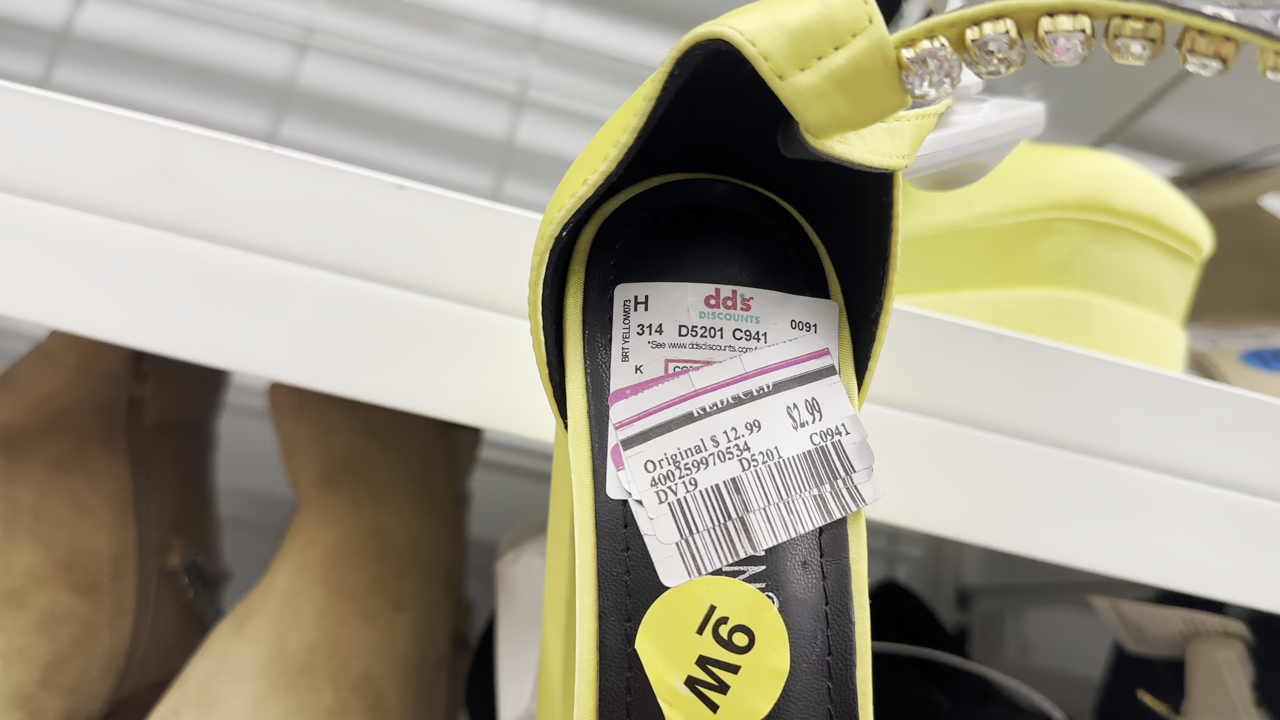 BRT YELLOW073
H
dd's
DISCOUNTS
314 D5201 C941 0091
*See www.ddsdiscounts.com/
K
REDUCED
$2.99
Original $ 12.99
400259970534
D5201 C0941
DV19
9W